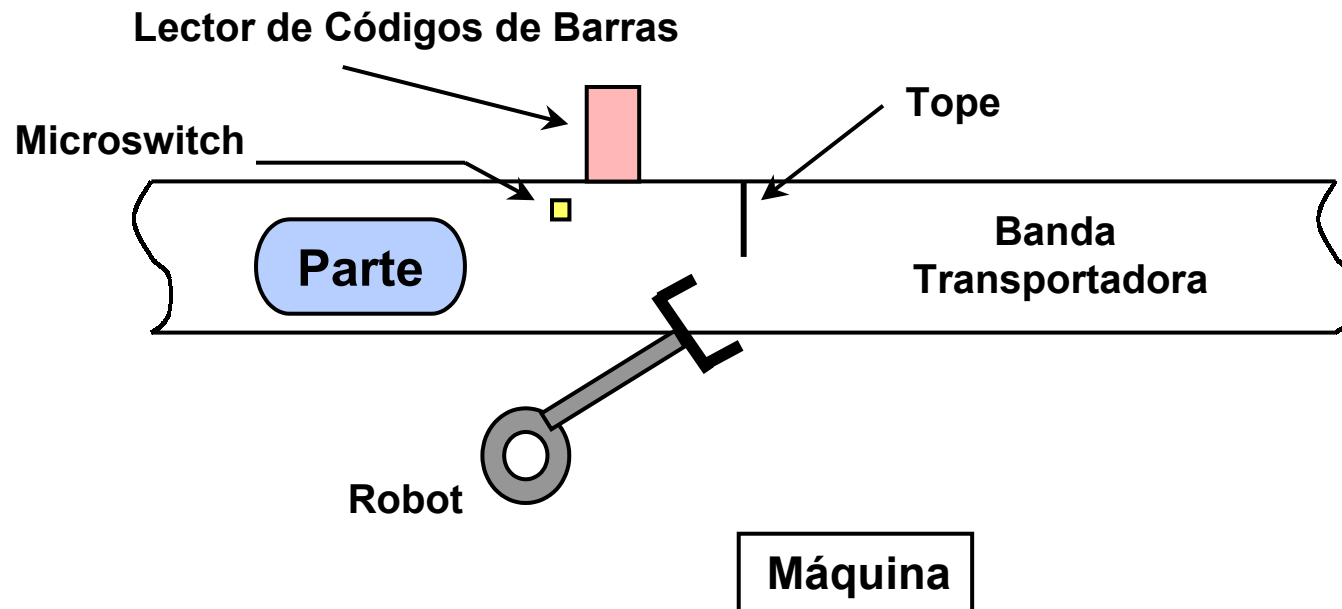 Lector de Códigos de Barras
Tope
Microswitch
Parte
Banda
Transportadora
Robot
Máquina